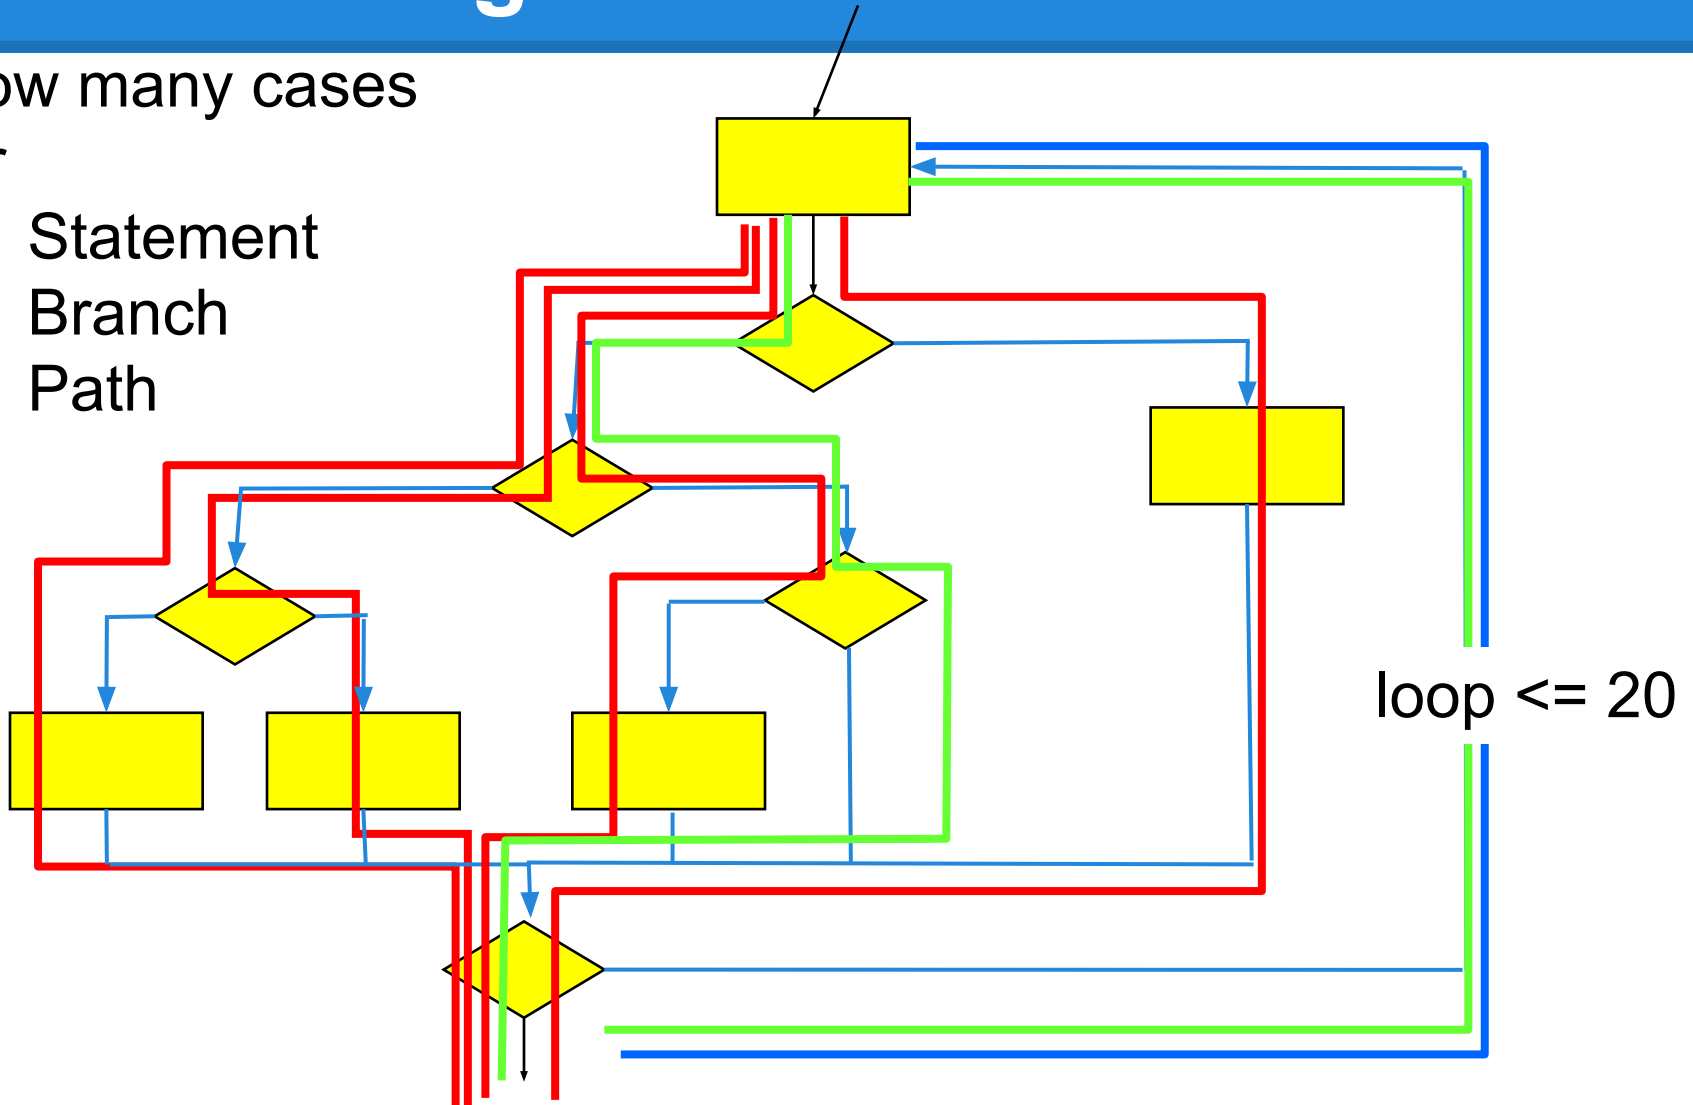 ow many cases
Statement
Branch
Path
loop <= 20